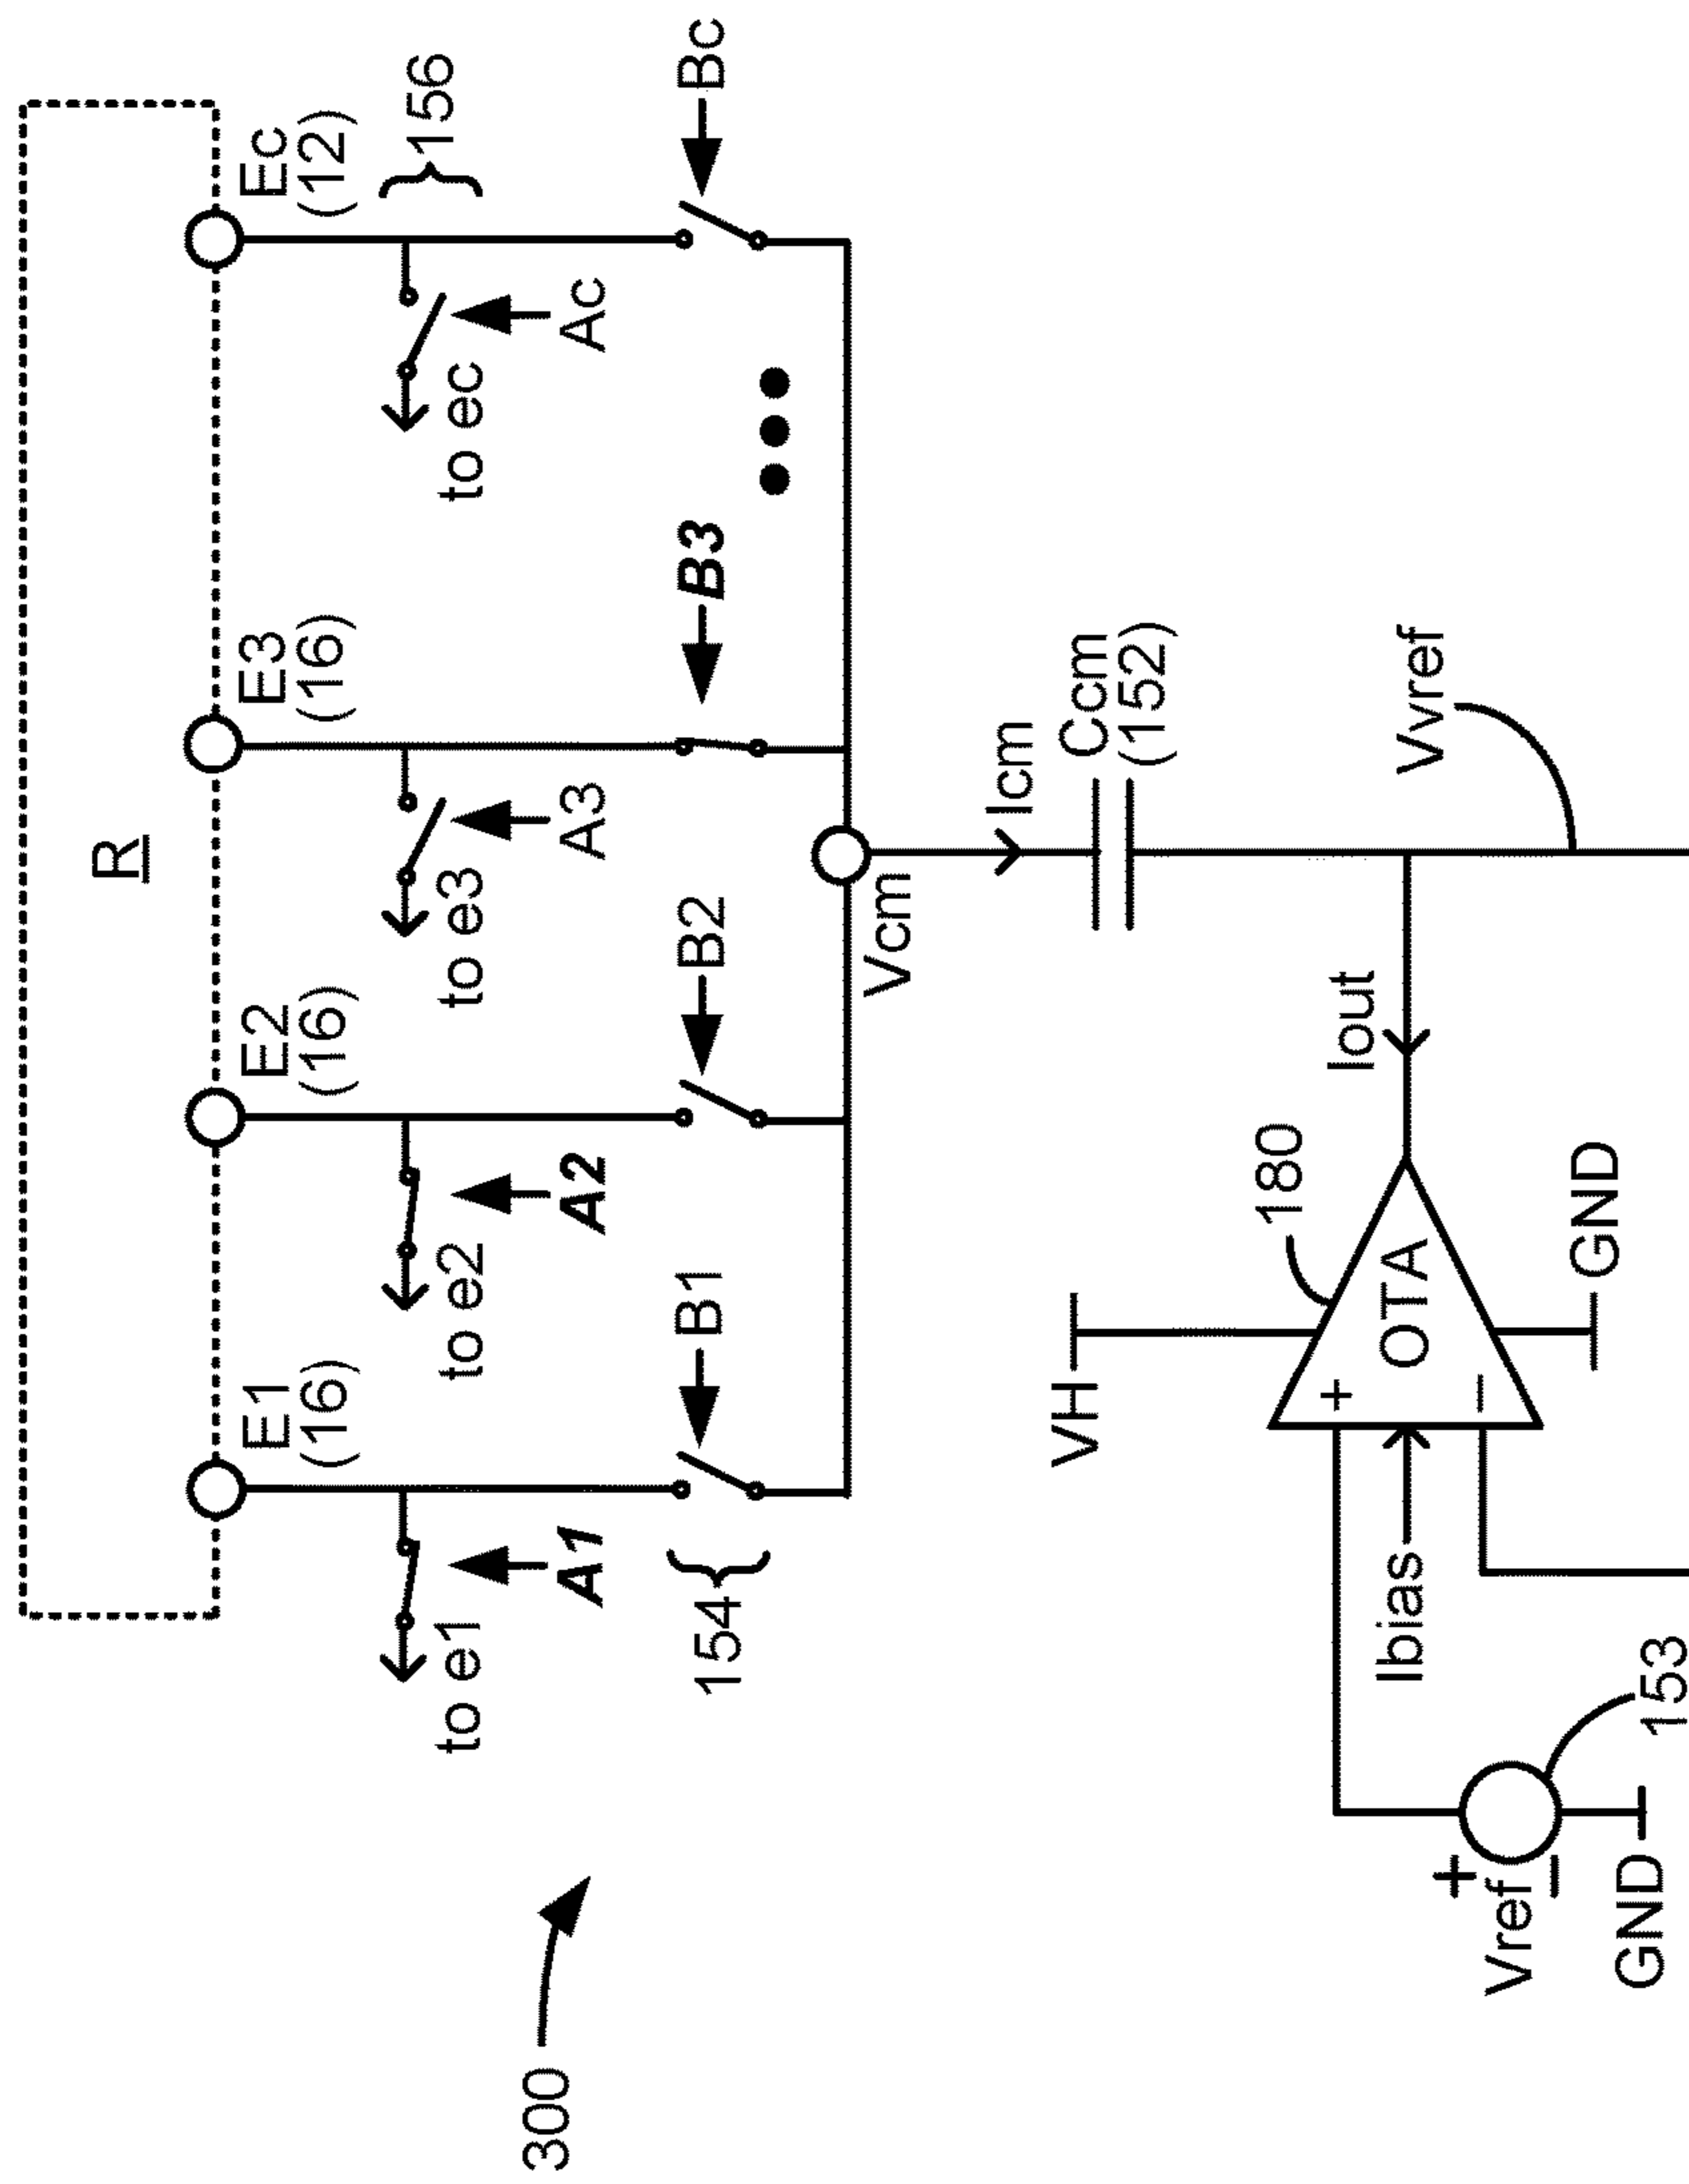 R
E1
(16)
E2
(16)
E3
(16)
Ec
(12)
to e1
A1
to e2
A2
to e3
A3
to ec
Ac
156
154
B1
B2
B3
Bc
300
Vcm
Icm
Ccm
(152)
VH
180
Iout
Vvref
+
OTA
−
Ibias
GND
+
Vref
−
153
GND